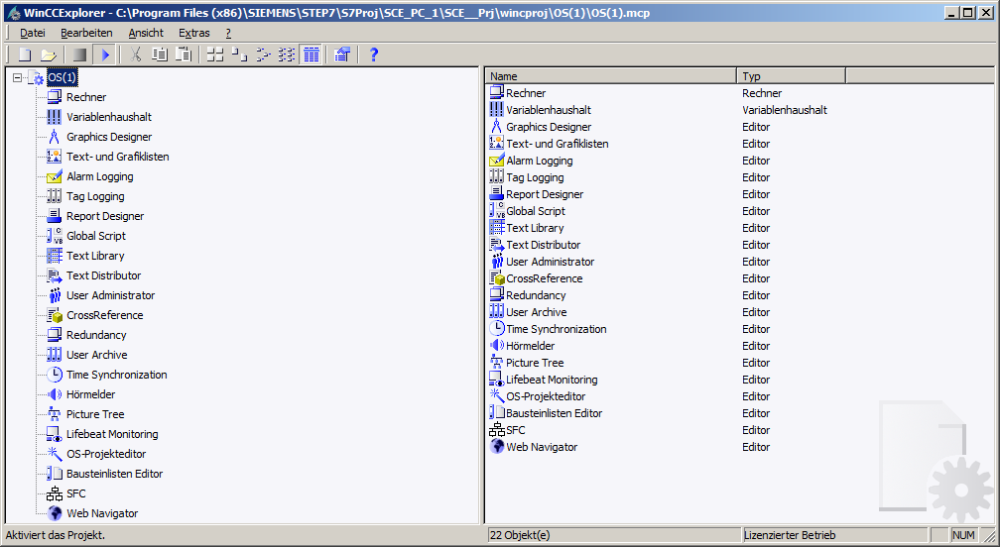 WinCCExplorer - C:\Program Files (x86)\SIEMENS\STEP7\S7Proj\SCE_PC_1\SCE__Prj\wincproj\OS(1)\OS(1).mcp
Datei Bearbeiten Ansicht Extras ?
OS(1)
Rechner
Variablenhaushalt
Graphics Designer
Text- und Grafiklisten
Alarm Logging
Tag Logging
Report Designer
Global Script
Text Library
Text Distributor
User Administrator
CrossReference
Redundancy
User Archive
Time Synchronization
Hörmelder
Picture Tree
Lifebeat Monitoring
OS-Projekteditor
Bausteinlisten Editor
SFC
Web Navigator
Name Typ
Rechner Rechner
Variablenhaushalt Variablenhaushalt
Graphics Designer Editor
Text- und Grafiklisten Editor
Alarm Logging Editor
Tag Logging Editor
Report Designer Editor
Global Script Editor
Text Library Editor
Text Distributor Editor
User Administrator Editor
CrossReference Editor
Redundancy Editor
User Archive Editor
Time Synchronization Editor
Hörmelder Editor
Picture Tree Editor
Lifebeat Monitoring Editor
OS-Projekteditor Editor
Bausteinlisten Editor Editor
SFC Editor
Web Navigator Editor
Aktiviert das Projekt. 22 Objekt(e) Lizenzierter Betrieb NUM